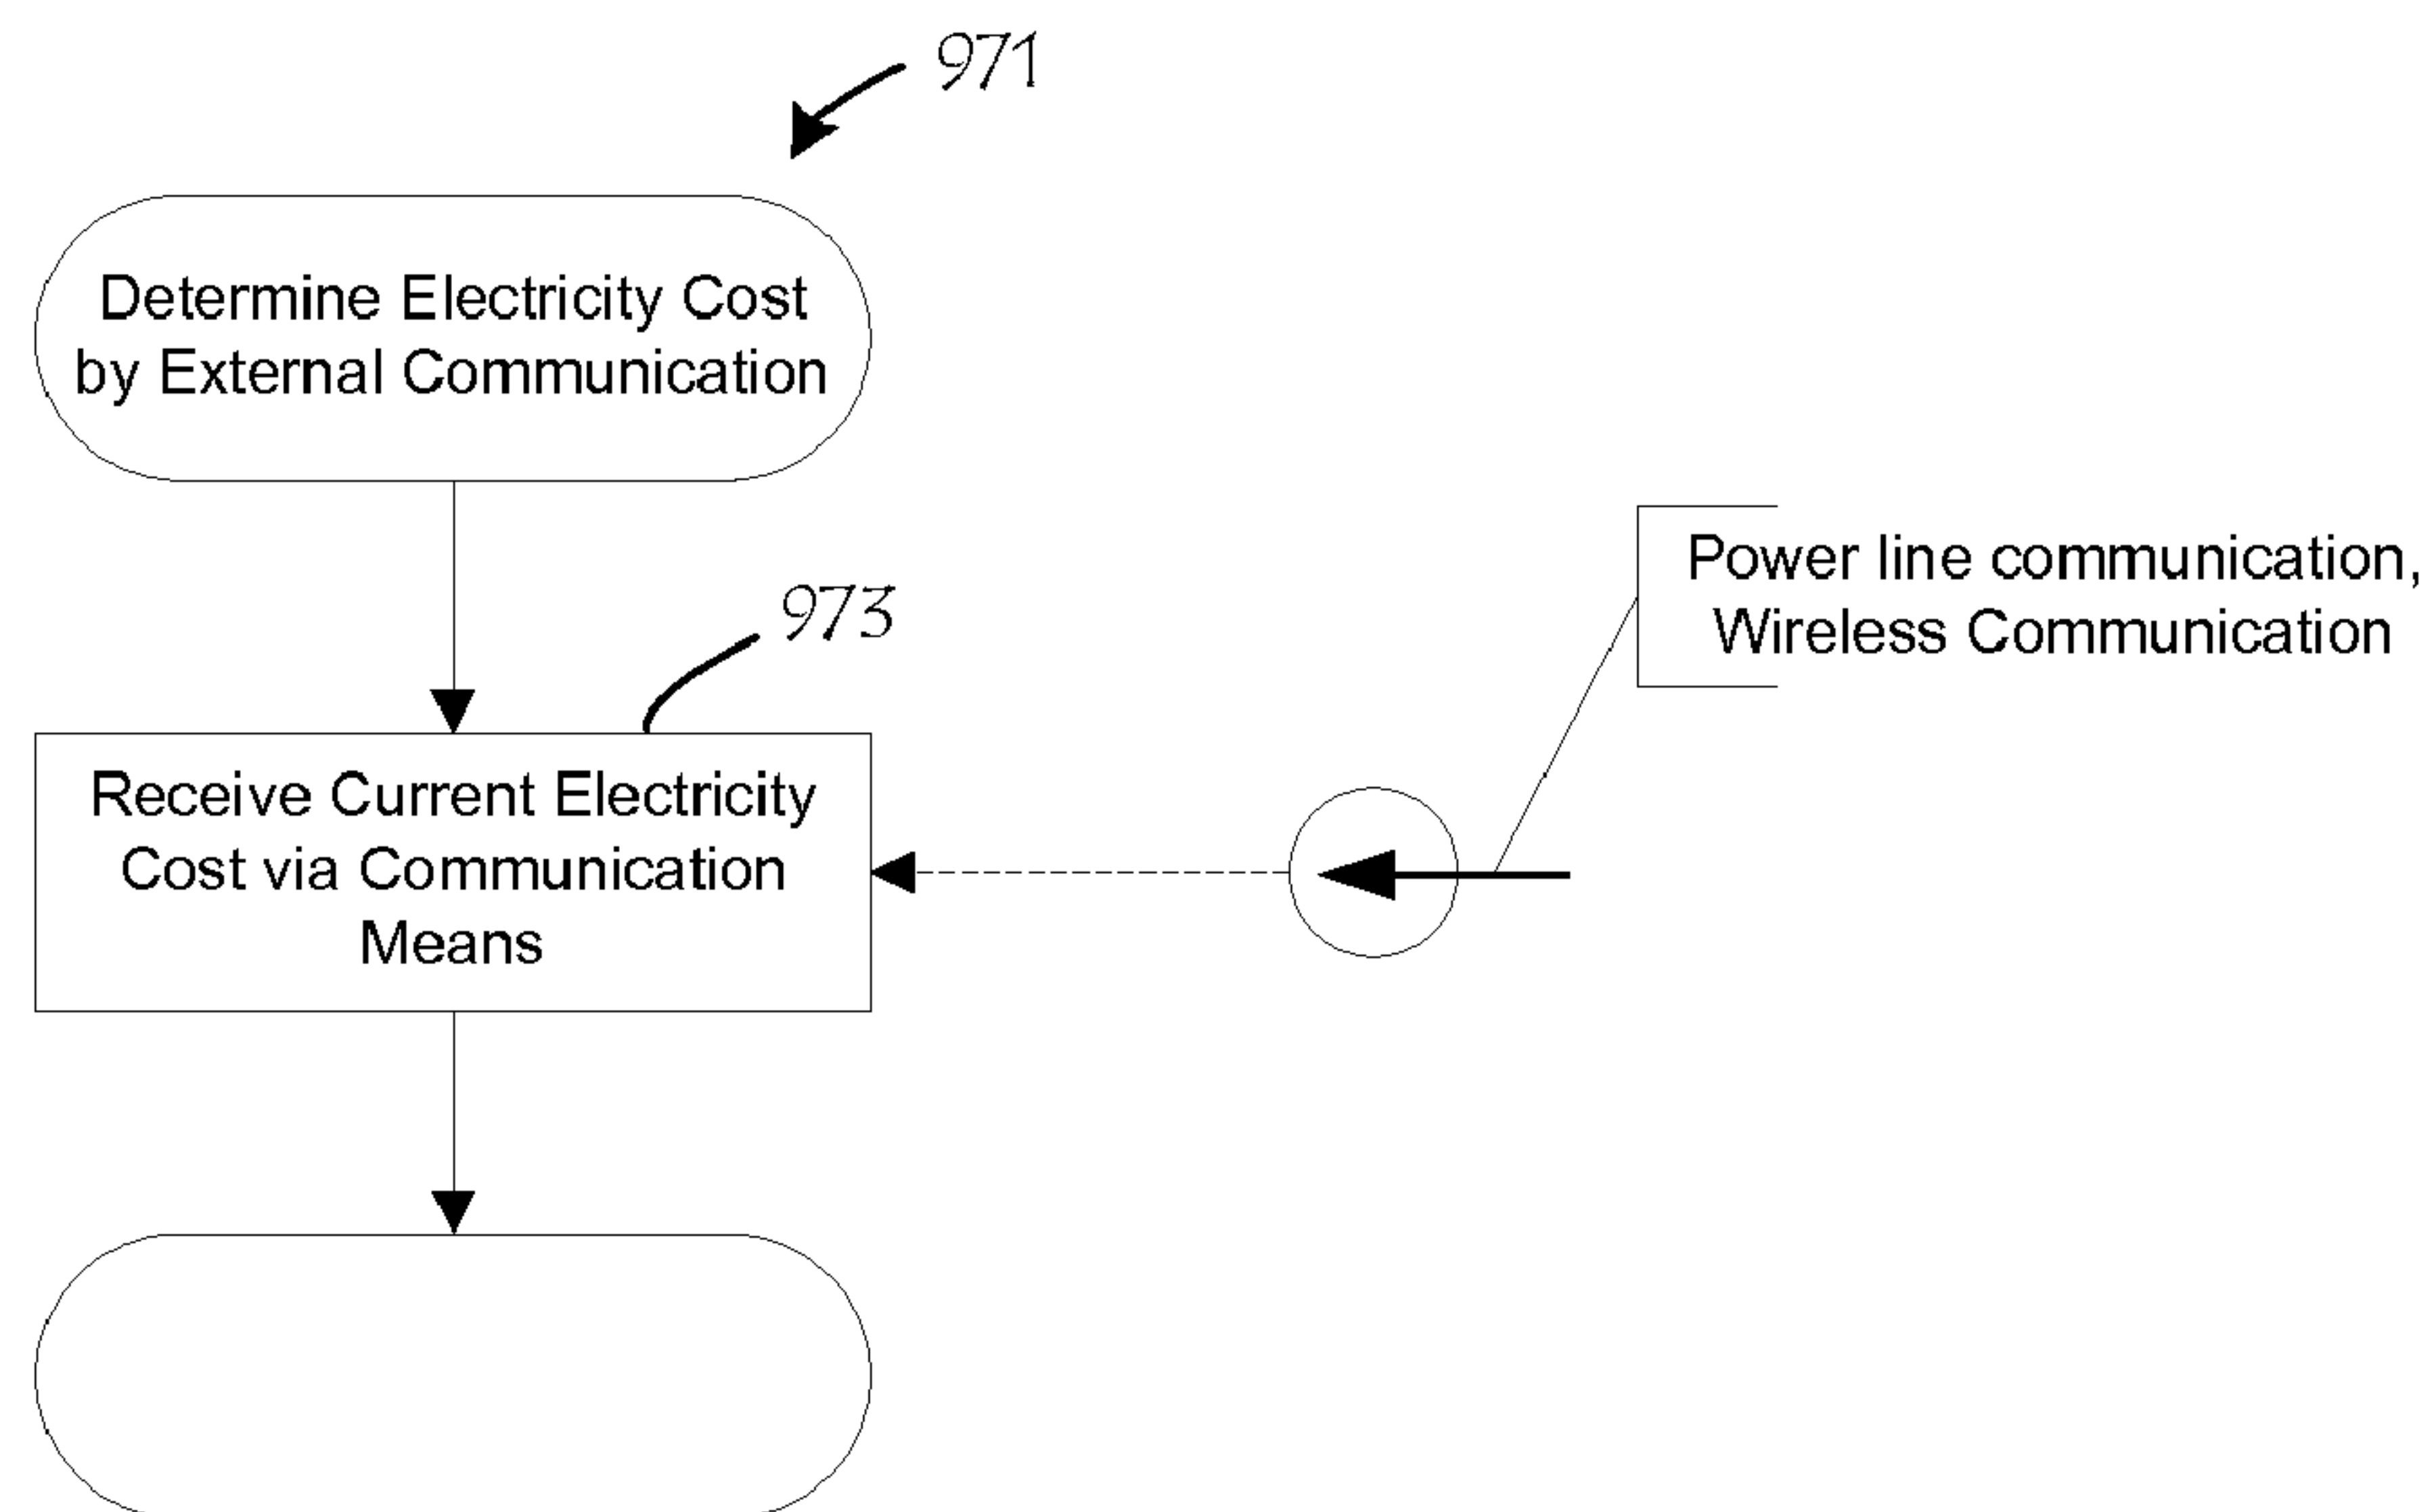 971
Determine Electricity Cost
by External Communication
Power line communication,
Wireless Communication
973
Receive Current Electricity
Cost via Communication
Means